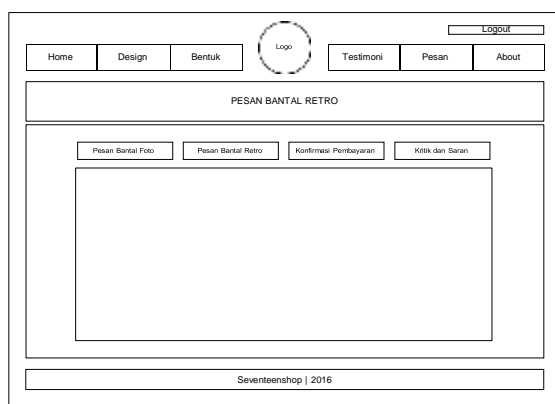 Logout
Home Design Bentuk Logo Testimoni Pesan About
PESAN BANTAL RETRO
Pesan Bantal Foto Pesan Bantal Retro Konfirmasi Pembayaran Kritik dan Saran
Seventeenshop | 2016